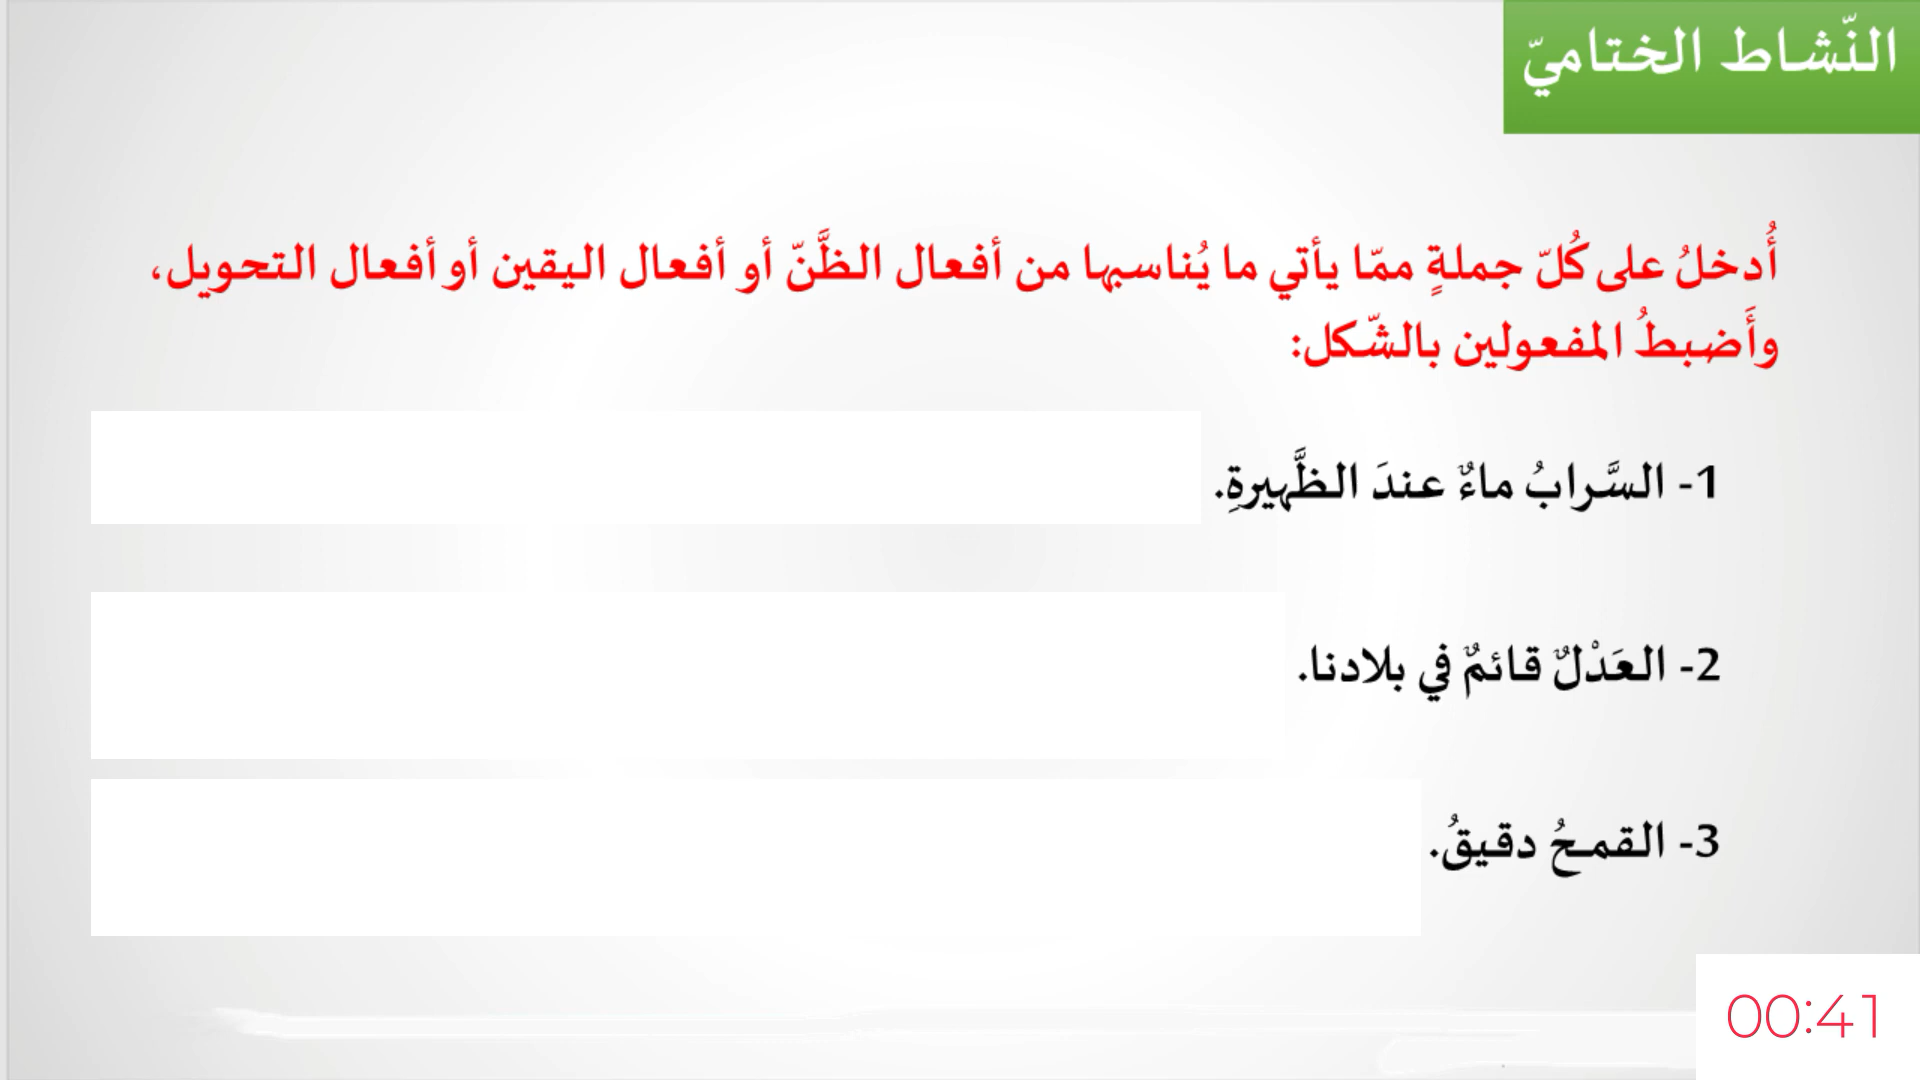 النّشاط الختاميّ
أُدخلُ على كُلّ جملةٍ ممّا يأتي ما يُناسبها من أفعال الظَّنّ أو أفعال اليقين أو أفعال التحويل،
وأَضبطُ المفعولين بالشّكل:
1- السَّرابُ ماءٌ عندَ الظَّهيرةِ.
2- العَدْلٌ قائمٌ في بلادنا.
3- القمحُ دقيقُ.
00:41